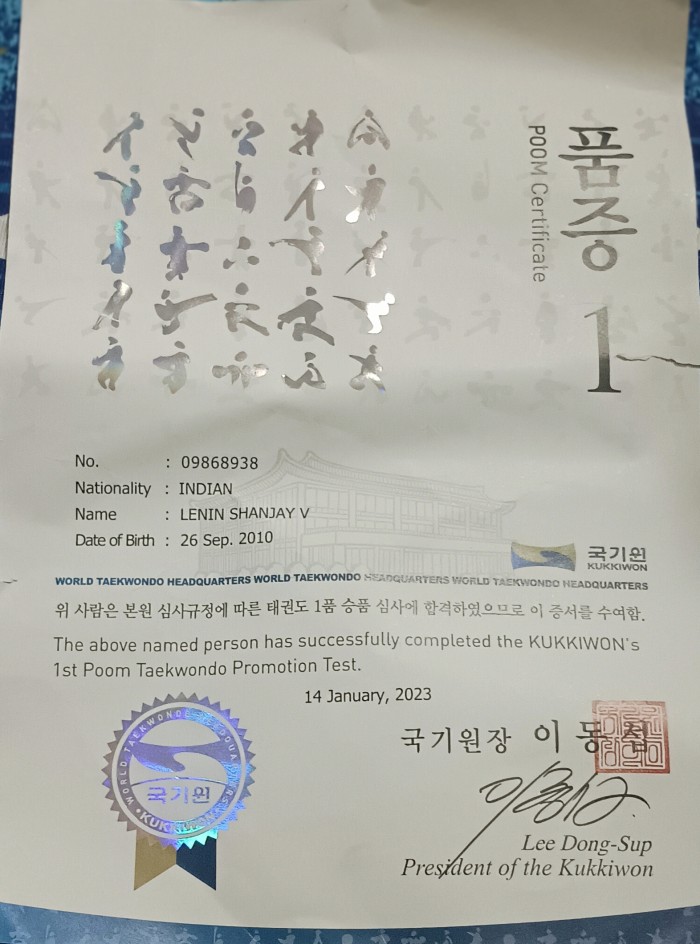 품증
POOM Certificate
1
No. : 09868938
Nationality : INDIAN
Name : LENIN SHANJAY V
Date of Birth : 26 Sep. 2010
국기원
KUKKIWON
WORLD TAEKWONDO HEADQUARTERS WORLD TAEKWONDO HEADQUARTERS WORLD TAEKWONDO HEADQUARTERS
위 사람은 본원 심사규정에 따른 태권도 1품 승품 심사에 합격하였으므로 이 증서를 수여함.
The above named person has successfully completed the KUKKIWON's
1st Poom Taekwondo Promotion Test.
14 January, 2023
국기원장 이동섭
Lee Dong-Sup
President of the Kukkiwon
WORLD TAEKWONDO HEADQUARTERS
국기원
KUKKIWON